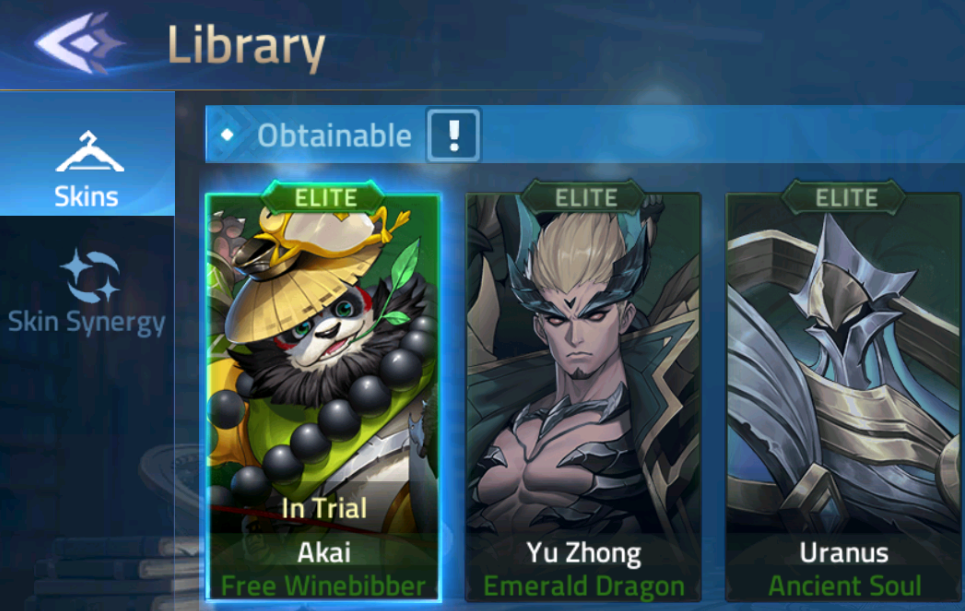 Library
Skins
Skin Synergy
Obtainable !
ELITE
In Trial
Akai
Free Winebibber
ELITE
Yu Zhong
Emerald Dragon
ELITE
Uranus
Ancient Soul